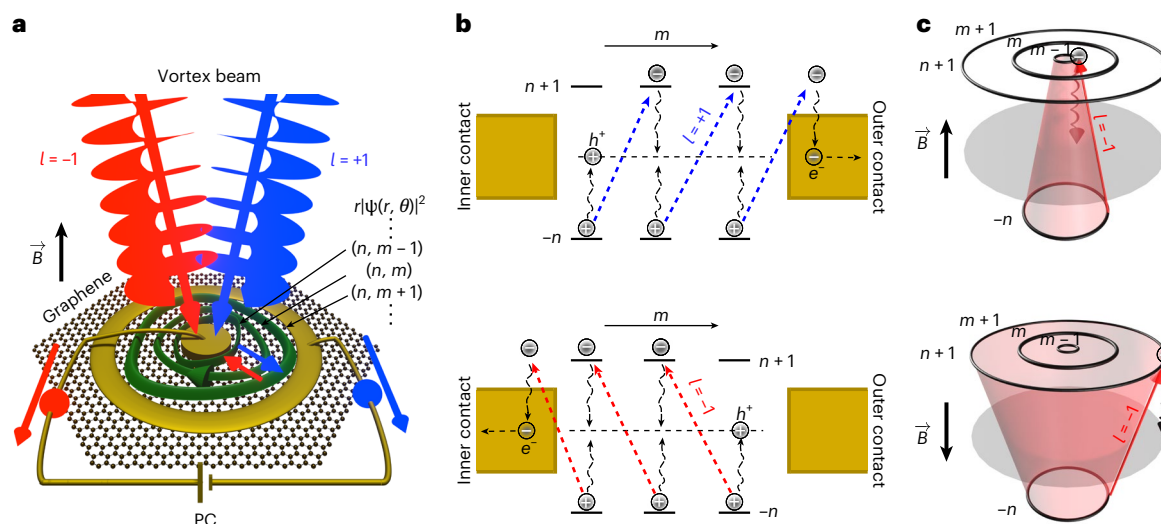 a
Vortex beam
l = −1
l = +1
r|ψ(r, θ)|²
(n, m − 1)
(n, m)
(n, m + 1)
B
Graphene
PC
b
m
n + 1
l = +1
h⁺
e⁻
−n
Inner contact
Outer contact
m
n + 1
l = −1
h⁺
e⁻
−n
Inner contact
Outer contact
c
m + 1
m
m − 1
n + 1
B
l = −1
−n
m + 1
m
m − 1
n + 1
B
l = −1
−n